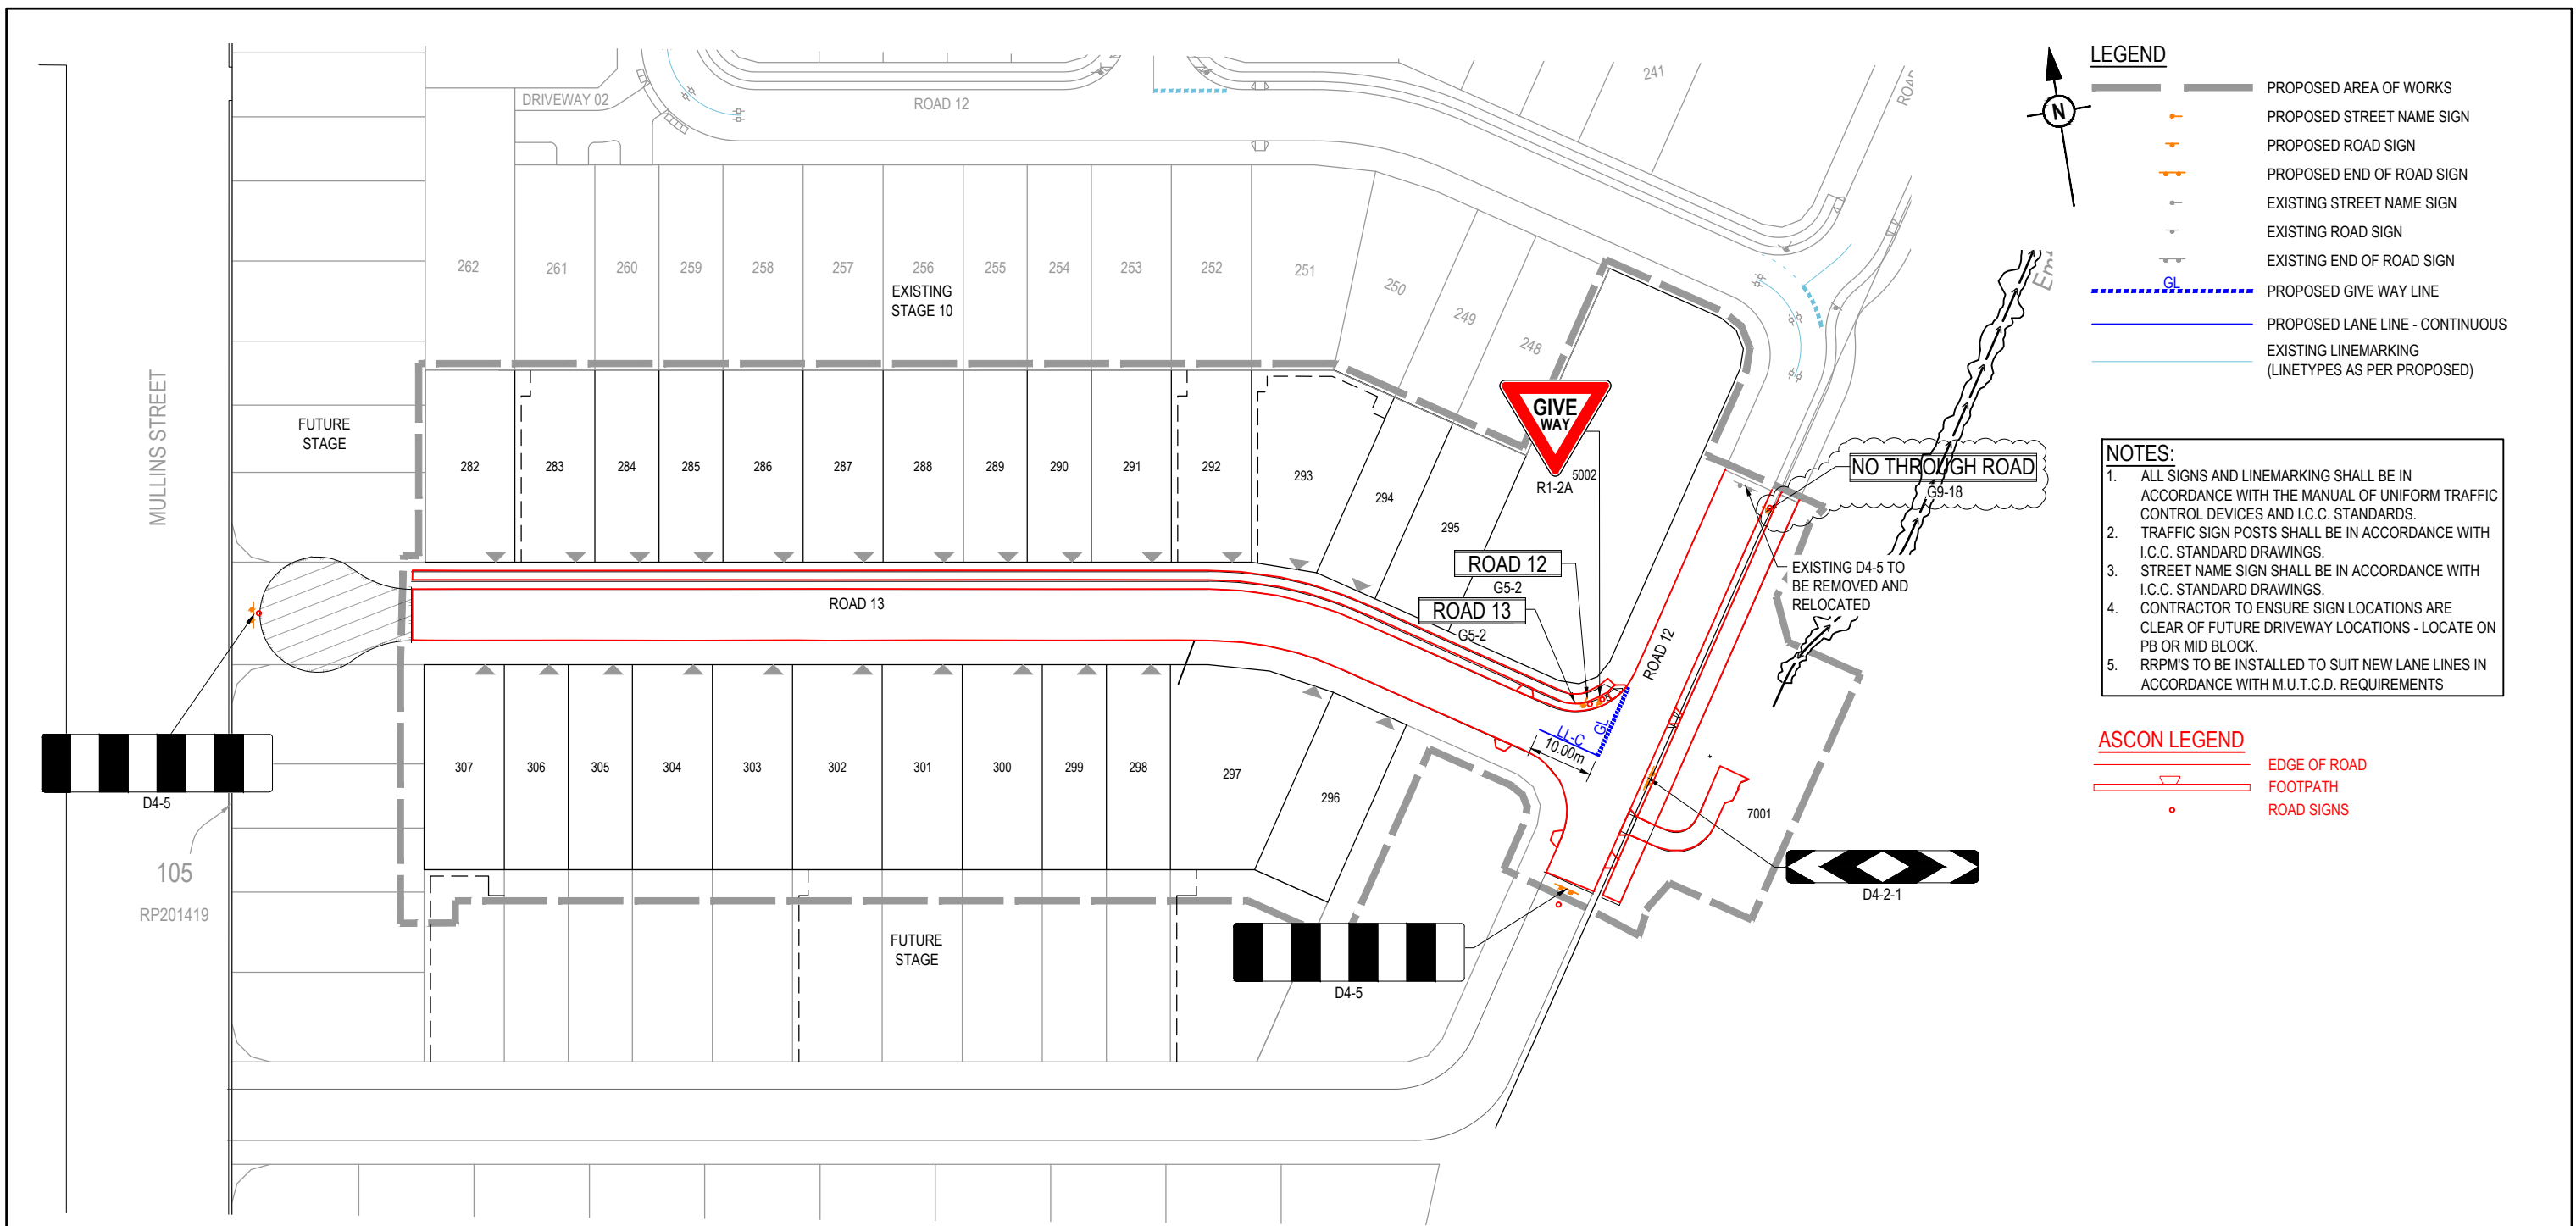 DRIVEWAY 02
ROAD 12
241
ROAD
262
261
260
259
258
257
256
255
254
253
252
251
250
249
248
EXISTING
STAGE 10
MULLINS STREET
FUTURE
STAGE
282
283
284
285
286
287
288
289
290
291
292
293
294
295
GIVE
WAY
R1-2A
5002
NO THROUGH ROAD
G9-18
EXISTING D4-5 TO
BE REMOVED AND
RELOCATED
ROAD 12
G5-2
ROAD 13
G5-2
ROAD 13
ROAD 12
GL
LL-C
10.00m
307
306
305
304
303
302
301
300
299
298
297
296
7001
D4-5
105
RP201419
D4-2-1
FUTURE
STAGE
D4-5
N
LEGEND
PROPOSED AREA OF WORKS
PROPOSED STREET NAME SIGN
PROPOSED ROAD SIGN
PROPOSED END OF ROAD SIGN
EXISTING STREET NAME SIGN
EXISTING ROAD SIGN
EXISTING END OF ROAD SIGN
GL
PROPOSED GIVE WAY LINE
PROPOSED LANE LINE - CONTINUOUS
EXISTING LINEMARKING
(LINETYPES AS PER PROPOSED)
NOTES:
1. ALL SIGNS AND LINEMARKING SHALL BE IN
ACCORDANCE WITH THE MANUAL OF UNIFORM TRAFFIC
CONTROL DEVICES AND I.C.C. STANDARDS.
2. TRAFFIC SIGN POSTS SHALL BE IN ACCORDANCE WITH
I.C.C. STANDARD DRAWINGS.
3. STREET NAME SIGN SHALL BE IN ACCORDANCE WITH
I.C.C. STANDARD DRAWINGS.
4. CONTRACTOR TO ENSURE SIGN LOCATIONS ARE
CLEAR OF FUTURE DRIVEWAY LOCATIONS - LOCATE ON
PB OR MID BLOCK.
5. RRPM'S TO BE INSTALLED TO SUIT NEW LANE LINES IN
ACCORDANCE WITH M.U.T.C.D. REQUIREMENTS
ASCON LEGEND
EDGE OF ROAD
FOOTPATH
ROAD SIGNS